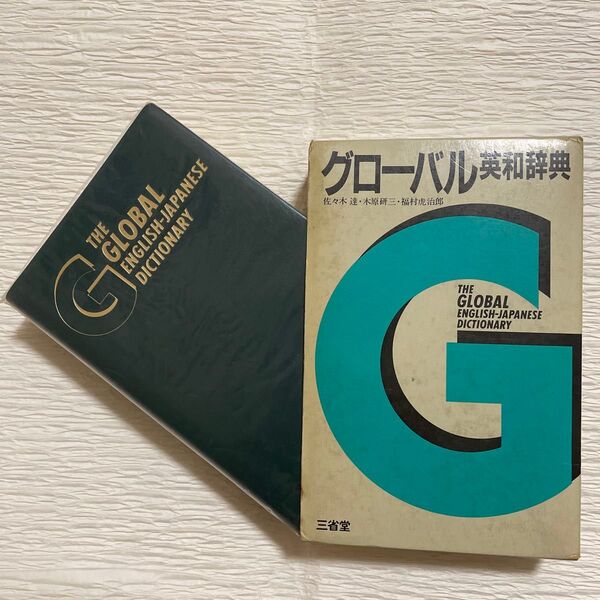 THE
GLOBAL
ENGLISH-JAPANESE
DICTIONARY
G
グローバル英和辞典
佐々木 達・木原研三・福村虎治郎
THE
GLOBAL
ENGLISH-JAPANESE
DICTIONARY
G
三省堂